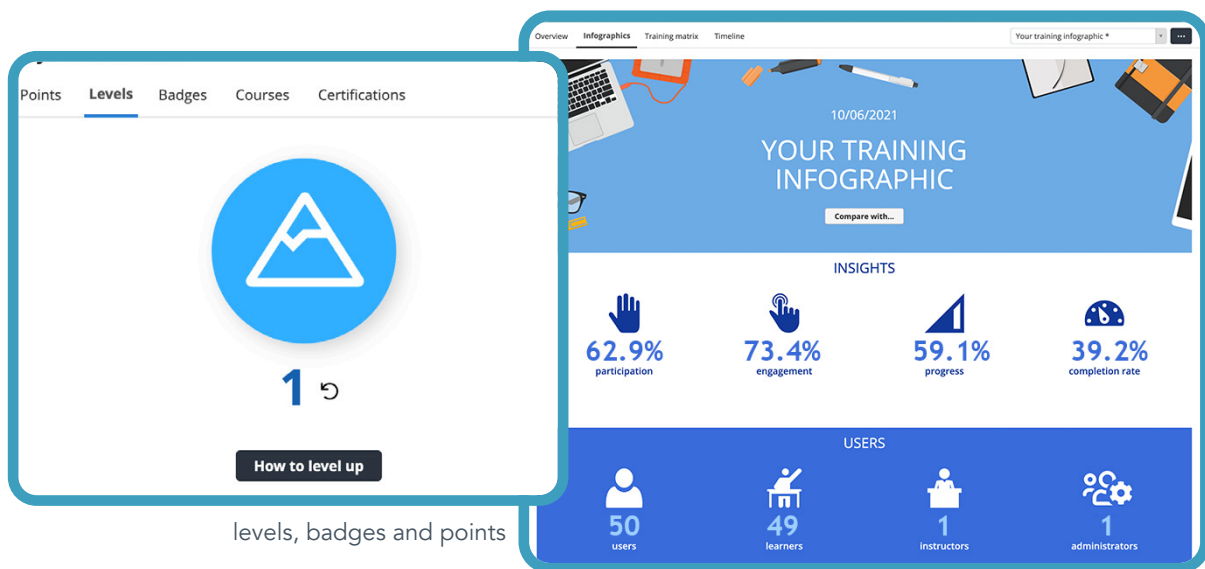 Points Levels Badges Courses Certifications
1
How to level up
levels, badges and points
Overview Infographics Training matrix Timeline Your training infographic *
10/06/2021
YOUR TRAINING
INFOGRAPHIC
Compare with...
INSIGHTS
62.9% 73.4% 59.1% 39.2%
participation engagement progress completion rate
USERS
50 49 1 1
users learners instructors administrators